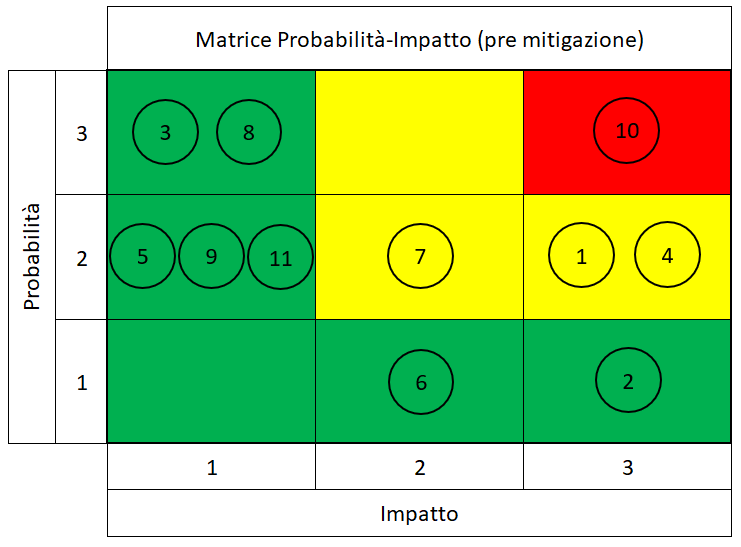 Matrice Probabilità-Impatto (pre mitigazione)
Probabilità
3
3 8 10
2
5 9 11 7 1 4
1
6 2
1 2 3
Impatto